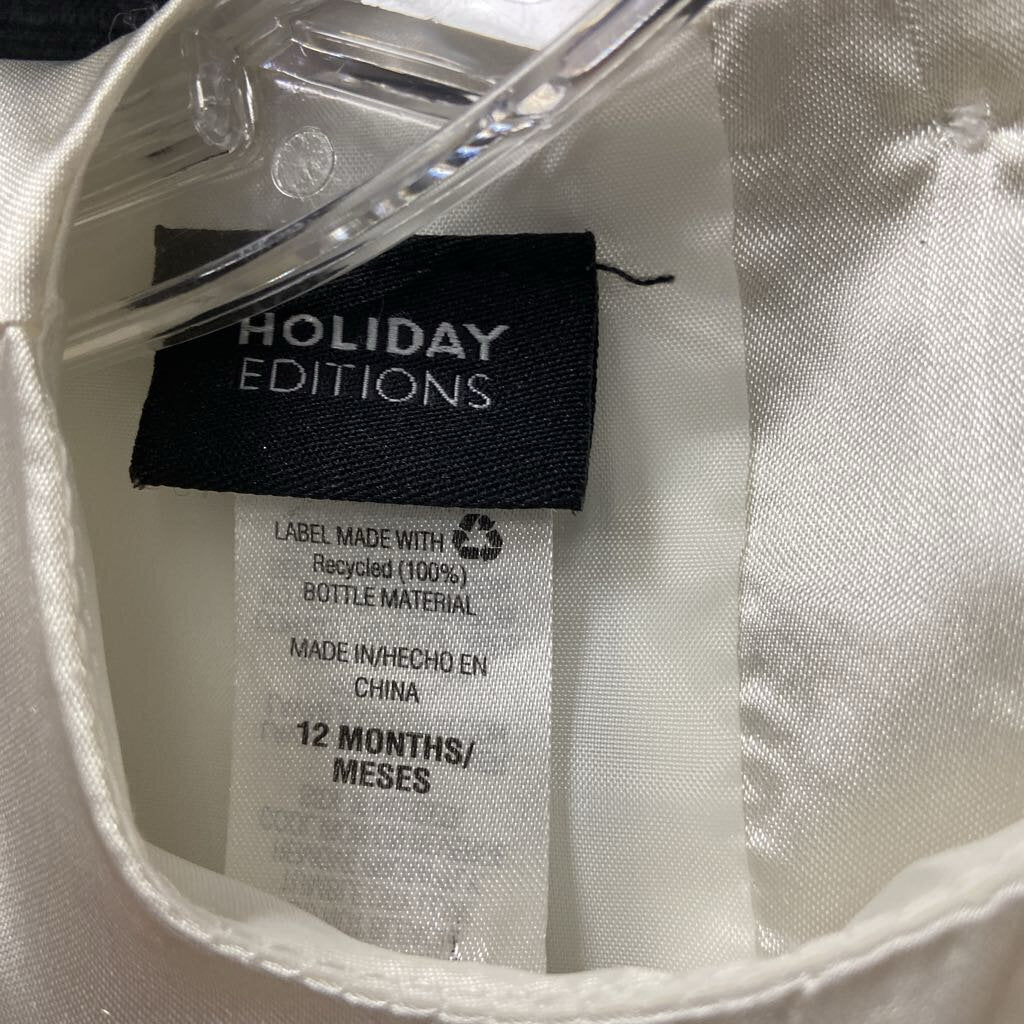 HOLIDAY
EDITIONS
LABEL MADE WITH
Recycled (100%)
BOTTLE MATERIAL
MADE IN/HECHO EN
CHINA
12 MONTHS/
MESES